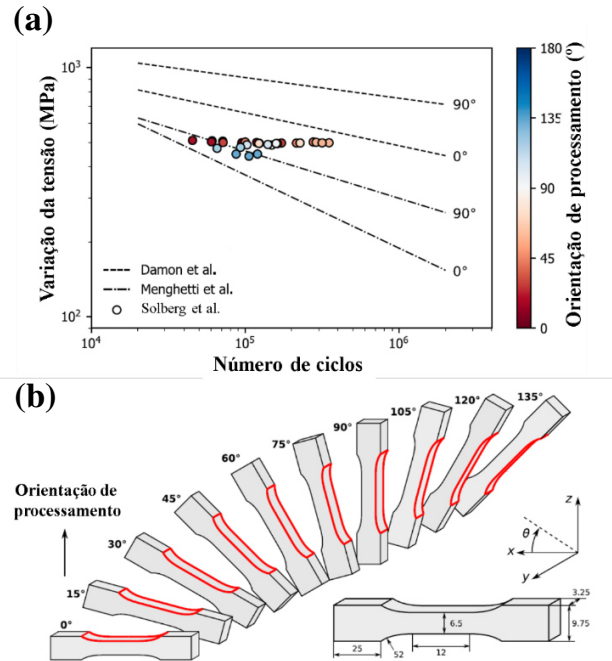 (a)
Variação da tensão (MPa)
10³
10²
90°
0°
90°
0°
Damon et al.
Menghetti et al.
Solberg et al.
10⁴
10⁵
10⁶
Número de ciclos
180
135
90
45
0
Orientação de processamento (º)
(b)
Orientação de
processamento
0°
15°
30°
45°
60°
75°
90°
105°
120°
135°
z
θ
x
y
3.25
9.75
6.5
25
52
12